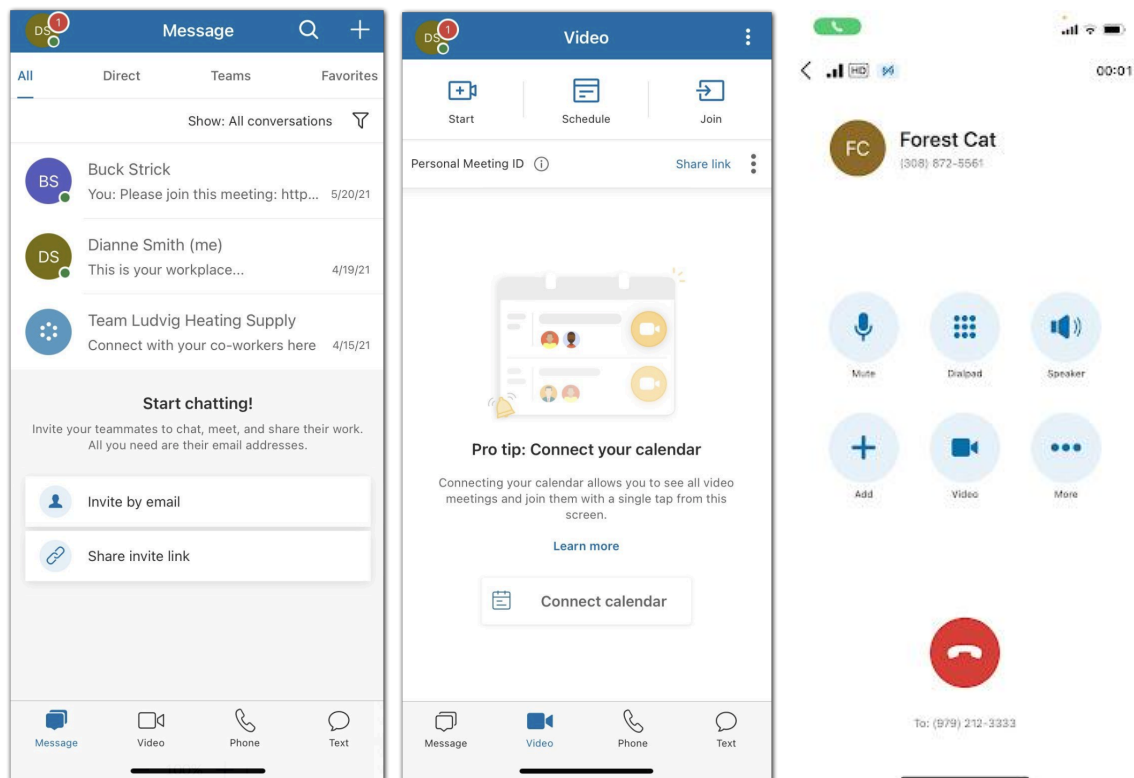 DS
1
Message
All
Direct
Teams
Favorites
Show: All conversations
BS
Buck Strick
You: Please join this meeting: http...
5/20/21
DS
Dianne Smith (me)
This is your workplace...
4/19/21
Team Ludvig Heating Supply
Connect with your co-workers here
4/15/21
Start chatting!
Invite your teammates to chat, meet, and share their work.
All you need are their email addresses.
Invite by email
Share invite link
Message
Video
Phone
Text
DS
1
Video
Start
Schedule
Join
Personal Meeting ID
Share link
Pro tip: Connect your calendar
Connecting your calendar allows you to see all video
meetings and join them with a single tap from this
screen.
Learn more
Connect calendar
Message
Video
Phone
Text
HD
00:01
FC
Forest Cat
(308) 872-5561
Mute
Dialpad
Speaker
Add
Video
More
To: (979) 212-3333